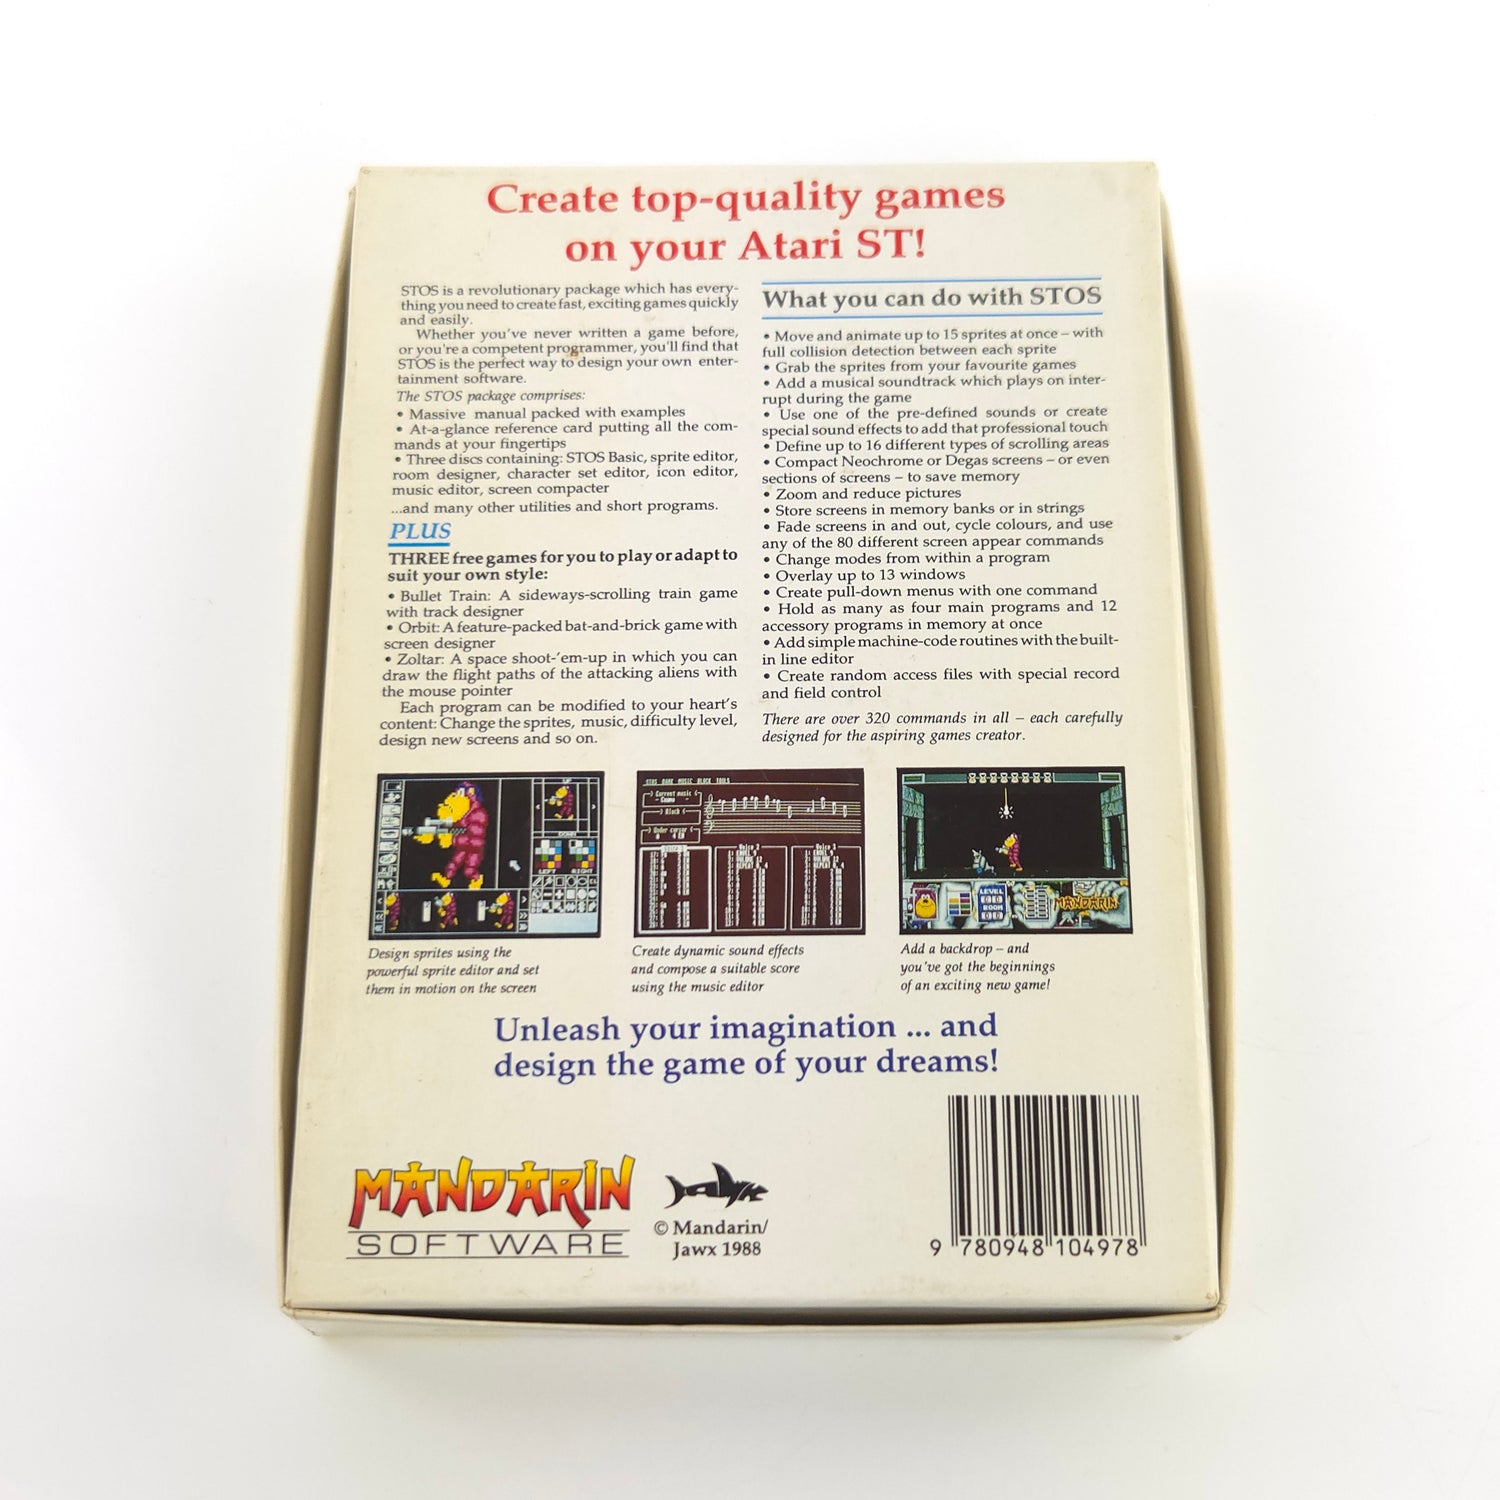 Create top-quality games
on your Atari ST!
STOS is a revolutionary package which has every-
thing you need to create fast, exciting games quickly
and easily.
Whether you've never written a game before,
or you're a competent programmer, you'll find that
STOS is the perfect way to design your own enter-
tainment software.
The STOS package comprises:
• Massive manual packed with examples
• At-a-glance reference card putting all the com-
mands at your fingertips
• Three discs containing: STOS Basic, sprite editor,
room designer, character set editor, icon editor,
music editor, screen compacter
...and many other utilities and short programs.
PLUS
THREE free games for you to play or adapt to
suit your own style:
• Bullet Train: A sideways-scrolling train game
with track designer
• Orbit: A feature-packed bat-and-brick game with
screen designer
• Zoltar: A space shoot-'em-up in which you can
draw the flight paths of the attacking aliens with
the mouse pointer
Each program can be modified to your heart's
content: Change the sprites, music, difficulty level,
design new screens and so on.
What you can do with STOS
• Move and animate up to 15 sprites at once – with
full collision detection between each sprite
• Grab the sprites from your favourite games
• Add a musical soundtrack which plays on inter-
rupt during the game
• Use one of the pre-defined sounds or create
special sound effects to add that professional touch
• Define up to 16 different types of scrolling areas
• Compact Neochrome or Degas screens – or even
sections of screens – to save memory
• Zoom and reduce pictures
• Store screens in memory banks or in strings
• Fade screens in and out, cycle colours, and use
any of the 80 different screen appear commands
• Change modes from within a program
• Overlay up to 13 windows
• Create pull-down menus with one command
• Hold as many as four main programs and 12
accessory programs in memory at once
• Add simple machine-code routines with the built-
in line editor
• Create random access files with special record
and field control
There are over 320 commands in all – each carefully
designed for the aspiring games creator.
UP
DOWN
LEFT RIGHT
STOS MUSIC BLOCK TOOLS
Current music
Block
Under cursor
Voice 2 Voice 3
LEVEL
ROOM
MANDARIN
Design sprites using the
powerful sprite editor and set
them in motion on the screen
Create dynamic sound effects
and compose a suitable score
using the music editor
Add a backdrop – and
you've got the beginnings
of an exciting new game!
Unleash your imagination ... and
design the game of your dreams!
MANDARIN
SOFTWARE
Jawx
© Mandarin/
Jawx 1988
9 780948 104978